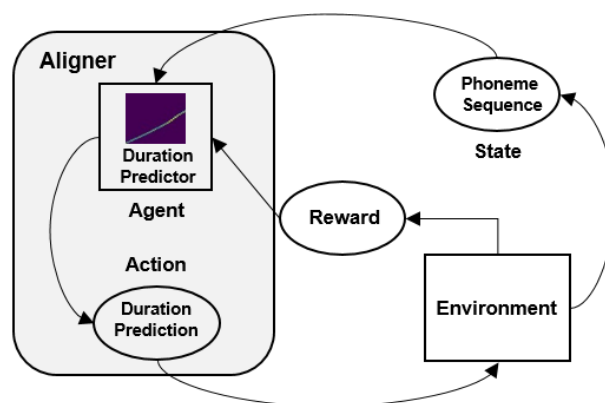 Aligner
Duration
Predictor
Agent
Action
Duration
Prediction
Reward
Phoneme
Sequence
State
Environment